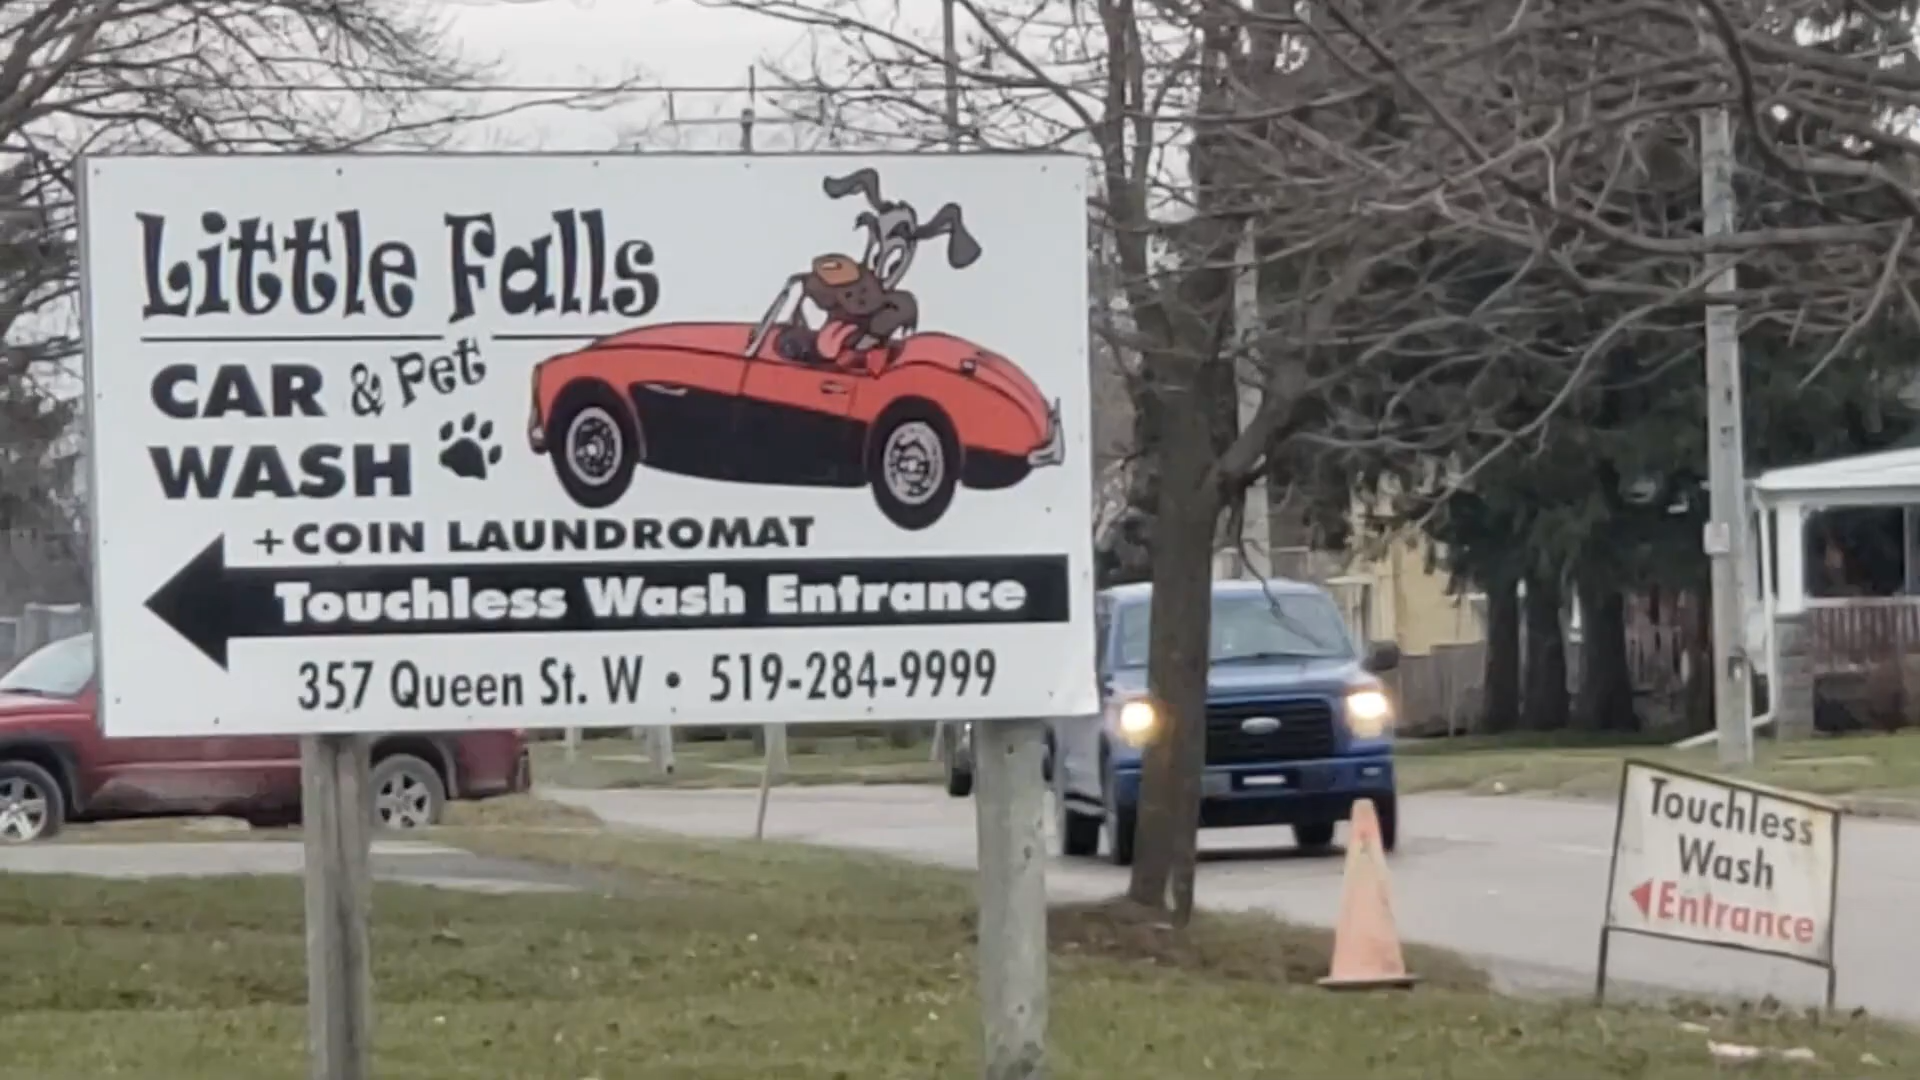 Little Falls
CAR & Pet
WASH
+COIN LAUNDROMAT
Touchless Wash Entrance
357 Queen St. W • 519-284-9999
Touchless
Wash
Entrance